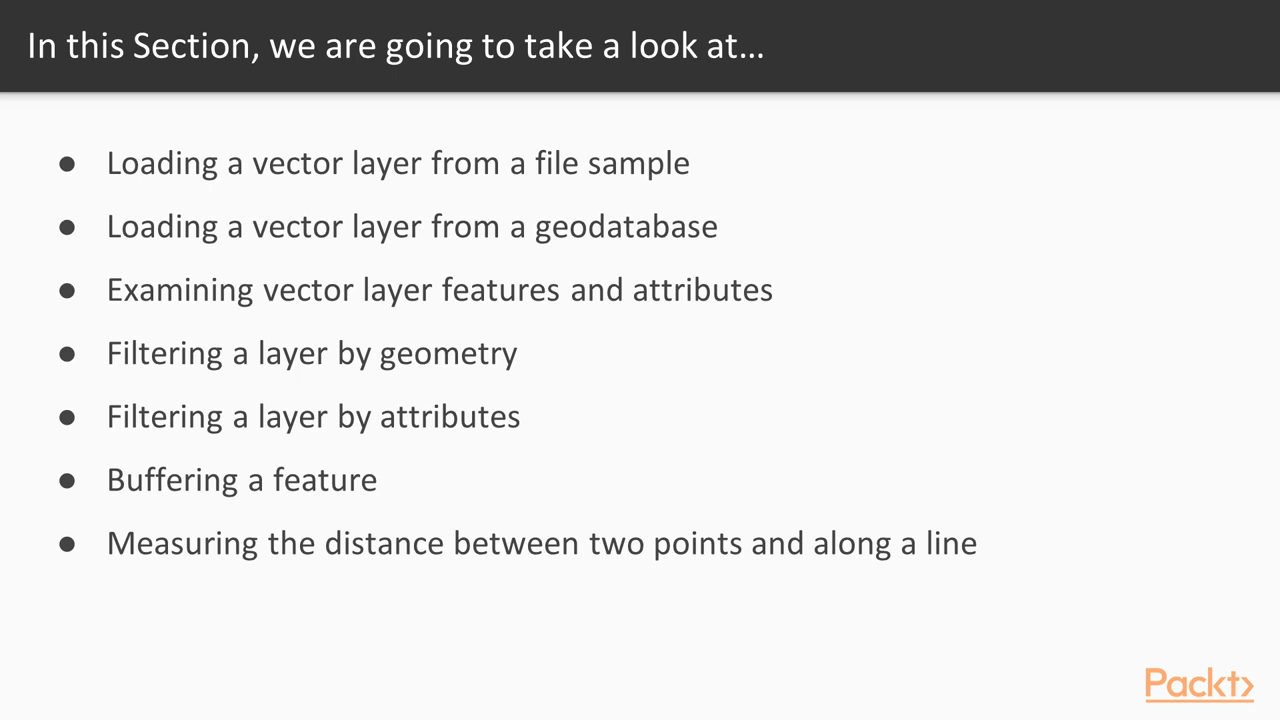 In this Section, we are going to take a look at...
● Loading a vector layer from a file sample
● Loading a vector layer from a geodatabase
● Examining vector layer features and attributes
● Filtering a layer by geometry
● Filtering a layer by attributes
● Buffering a feature
● Measuring the distance between two points and along a line
Packt>